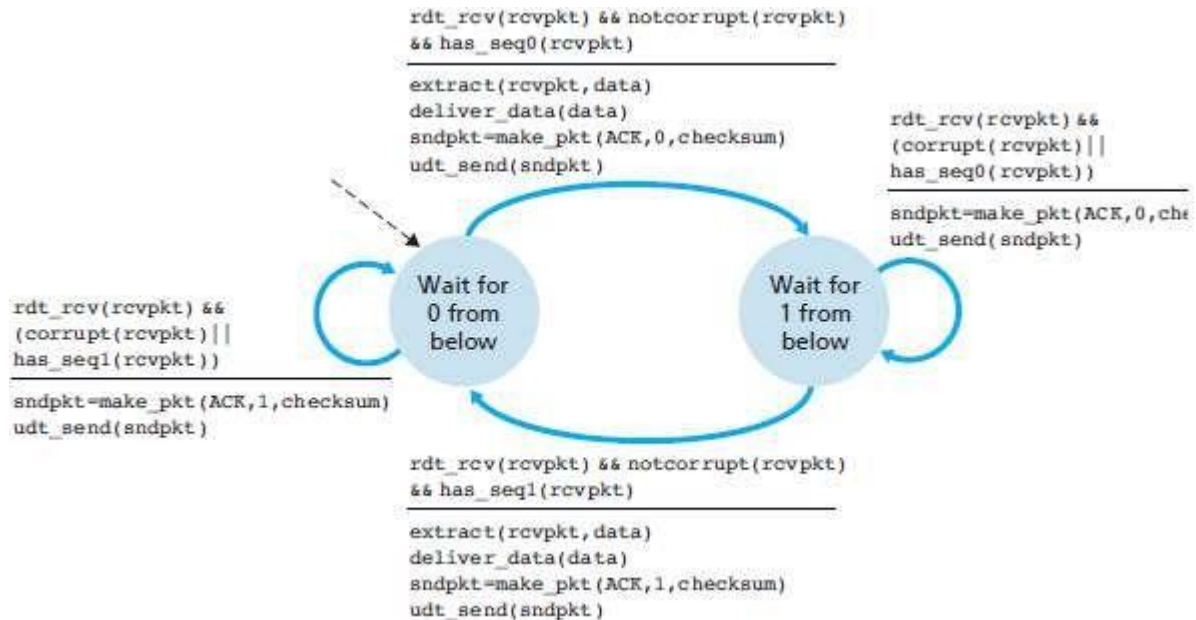 rdt_rcv(rcvpkt) && notcorrupt(rcvpkt)
&& has_seq0(rcvpkt)
extract(rcvpkt,data)
deliver_data(data)
sndpkt=make_pkt(ACK,0,checksum)
udt_send(sndpkt)
rdt_rcv(rcvpkt) &&
(corrupt(rcvpkt)||
has_seq0(rcvpkt))
sndpkt=make_pkt(ACK,0,che
udt_send(sndpkt)
Wait for
0 from
below
Wait for
1 from
below
rdt_rcv(rcvpkt) &&
(corrupt(rcvpkt)||
has_seq1(rcvpkt))
sndpkt=make_pkt(ACK,1,checksum)
udt_send(sndpkt)
rdt_rcv(rcvpkt) && notcorrupt(rcvpkt)
&& has_seq1(rcvpkt)
extract(rcvpkt,data)
deliver_data(data)
sndpkt=make_pkt(ACK,1,checksum)
udt_send(sndpkt)